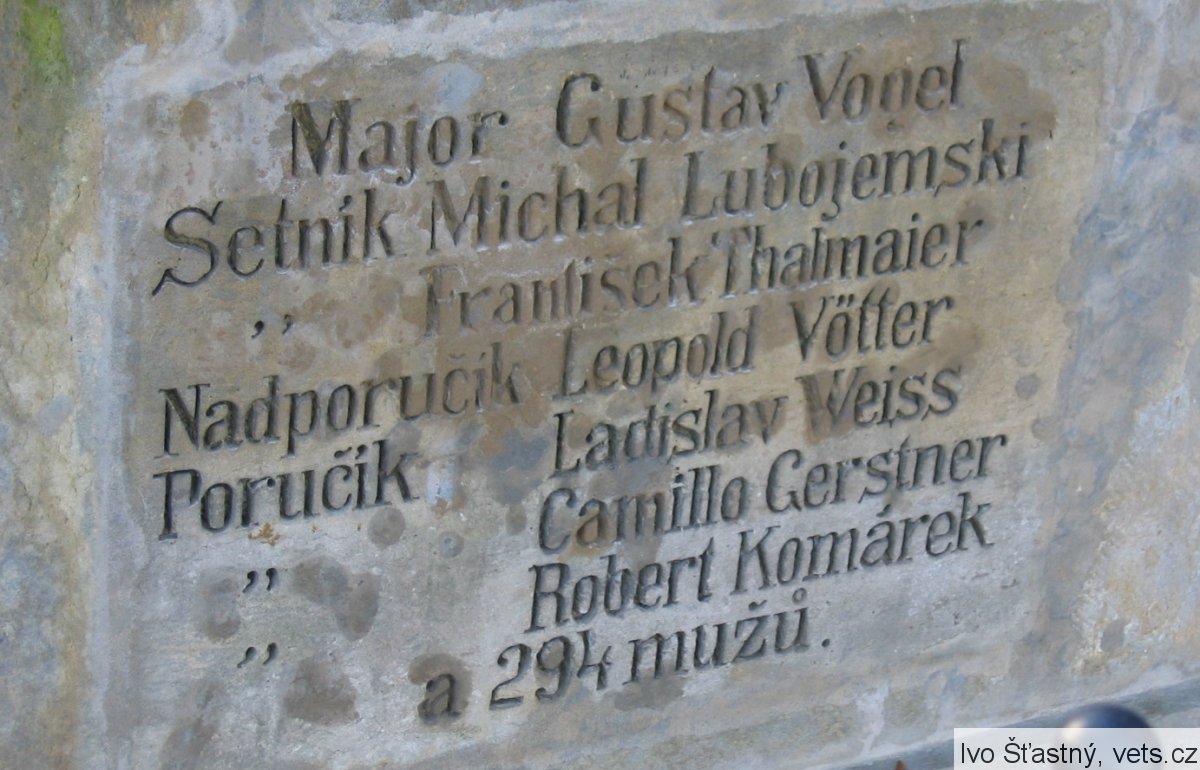 Major Gustav Vogel
Setník Michal Lubojemski
,, František Thalmaier
Nadporučík Leopold Vötter
Poručík Ladislav Weiss
,, Camillo Gerstner
,, Robert Komárek
a 294 mužů.
Ivo Šťastný, vets.cz